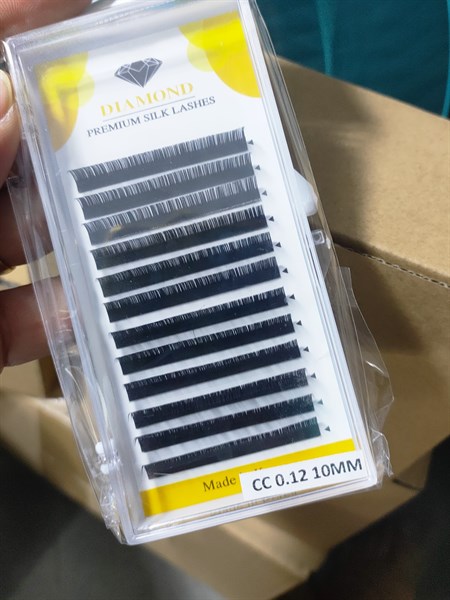 DIAMOND
PREMIUM SILK LASHES
Made
CC 0.12 10MM